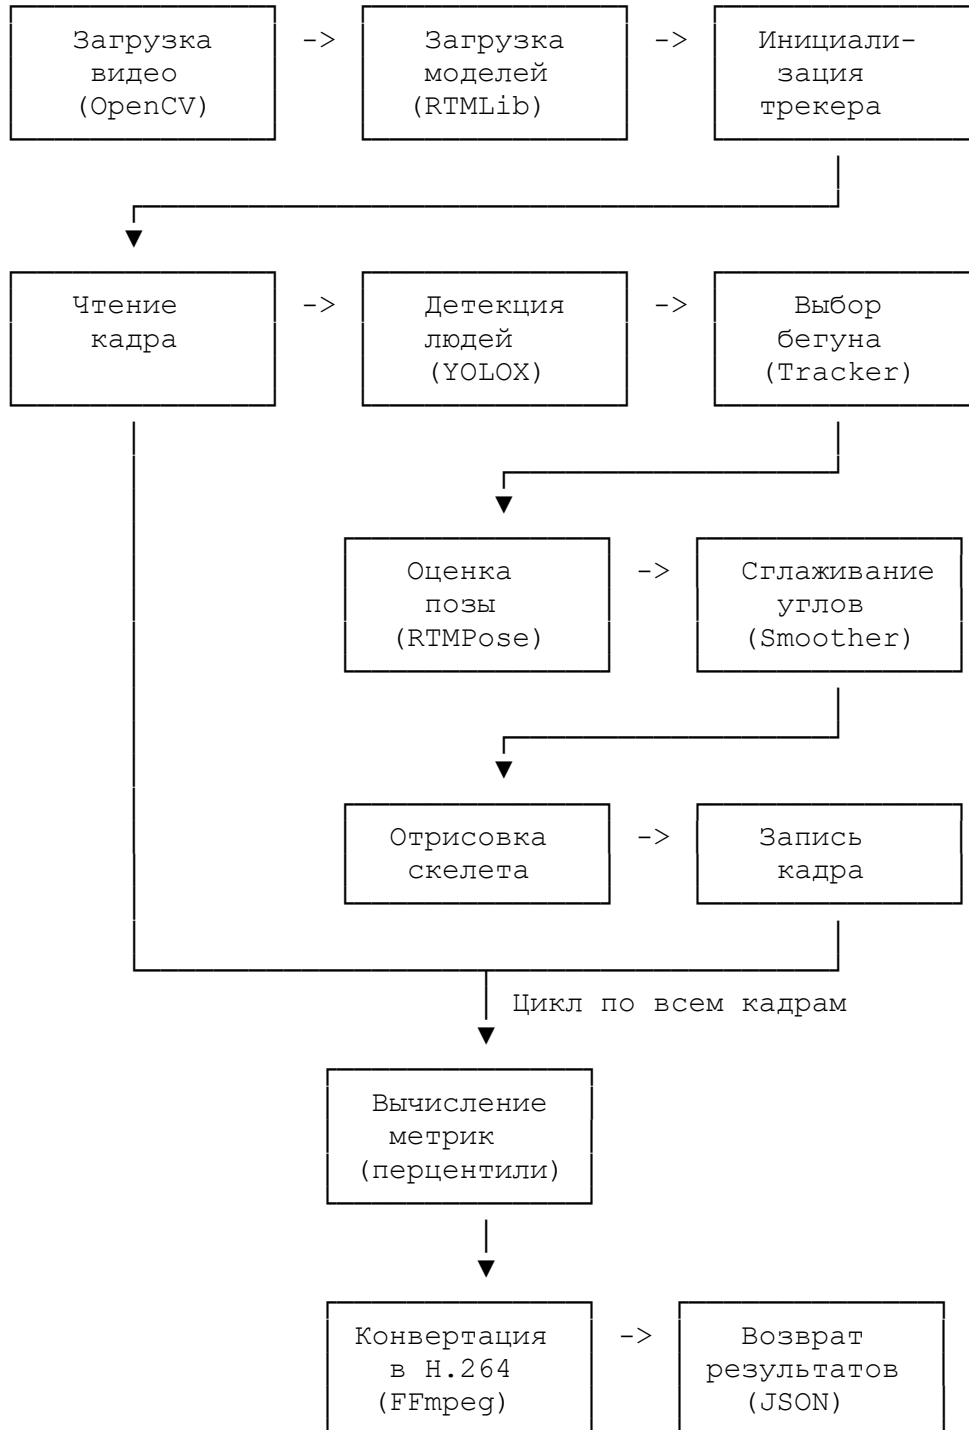 Загрузка
видео
(OpenCV)
->
Загрузка
моделей
(RTMLib)
->
Инициали-
зация
трекера
Чтение
кадра
->
Детекция
людей
(YOLOX)
->
Выбор
бегуна
(Tracker)
Оценка
позы
(RTMPose)
->
Сглаживание
углов
(Smoother)
Отрисовка
скелета
->
Запись
кадра
Цикл по всем кадрам
Вычисление
метрик
(перцентили)
Конвертация
в H.264
(FFmpeg)
->
Возврат
результатов
(JSON)